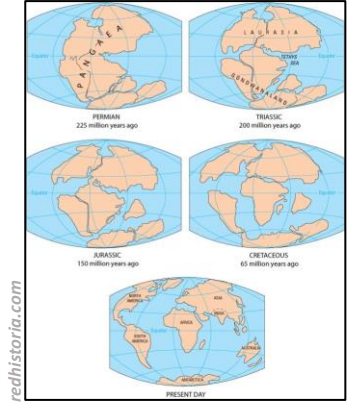 Equator
PANGAEA
PERMIAN
225 million years ago
LAURASIA
TETHYS
SEA
Equator
GONDWANALAND
TRIASSIC
200 million years ago
Equator
JURASSIC
150 million years ago
Equator
CRETACEOUS
65 million years ago
NORTH
AMERICA
ASIA
INDIA
Equator
AFRICA
SOUTH
AMERICA
AUSTRALIA
ANTARCTICA
PRESENT DAY
redhistoria.com